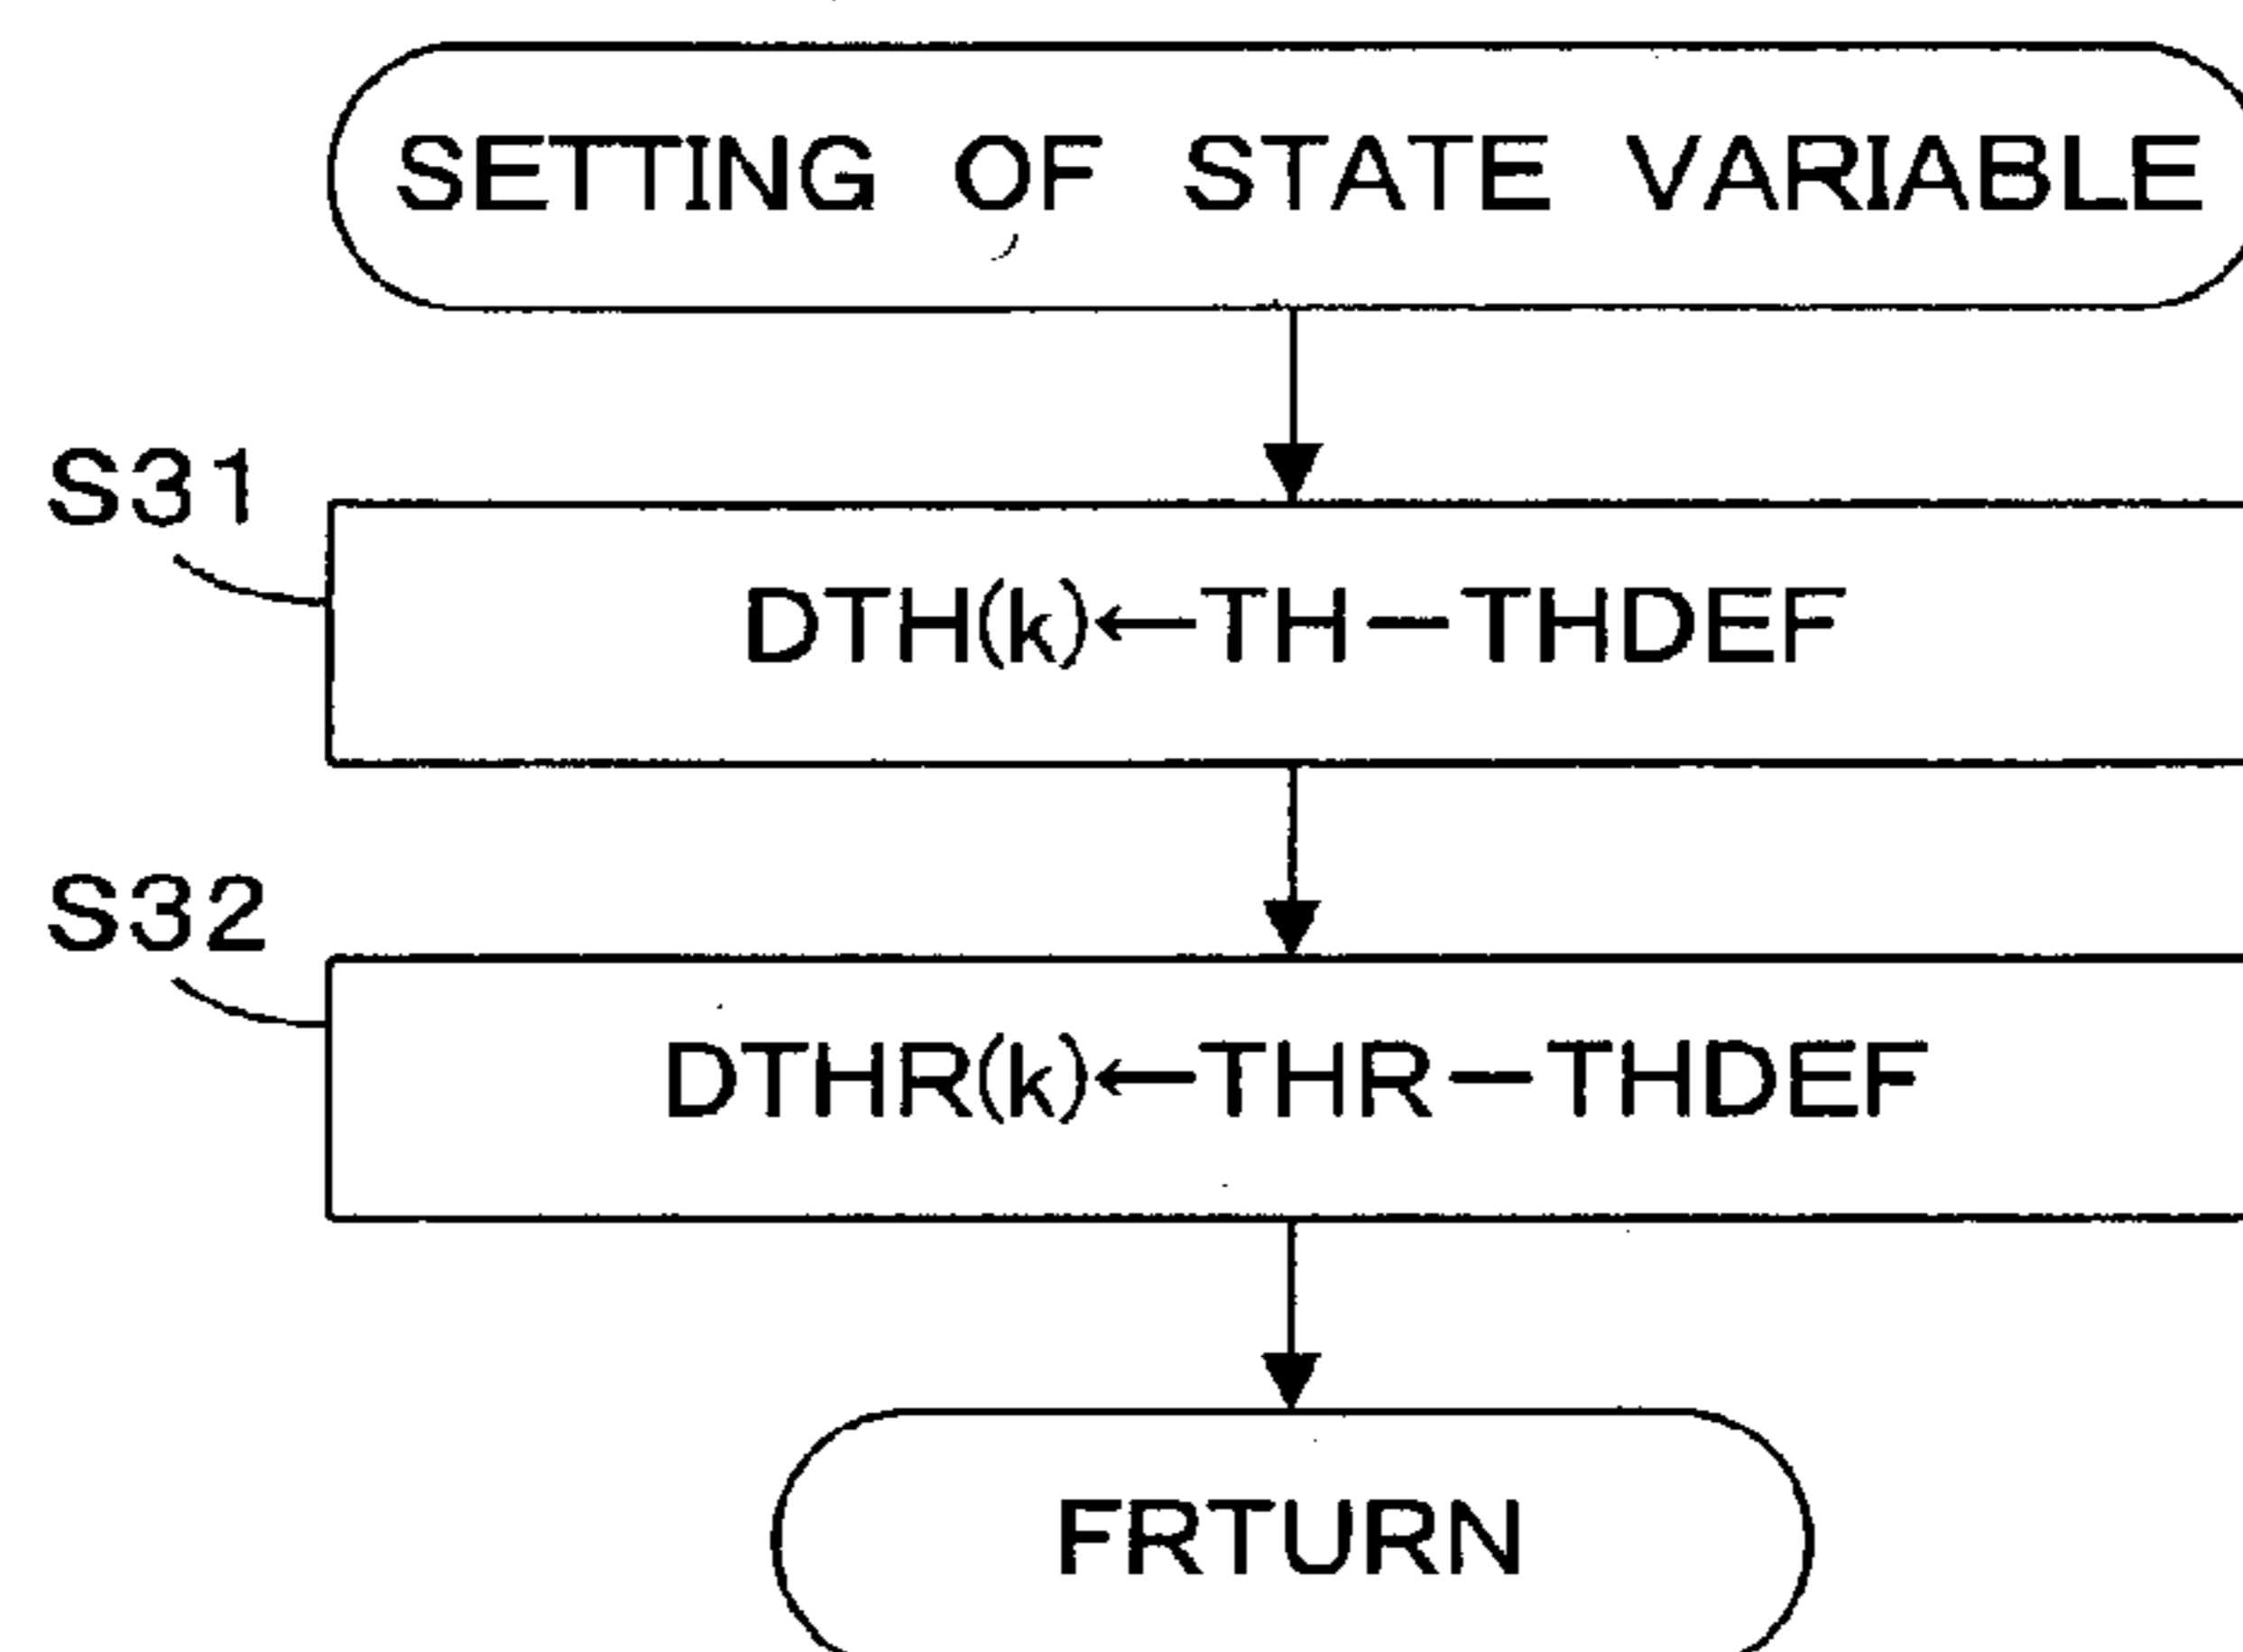 SETTING OF STATE VARIABLE
S31
DTH(k)←TH−THDEF
S32
DTHR(k)←THR−THDEF
FRTURN